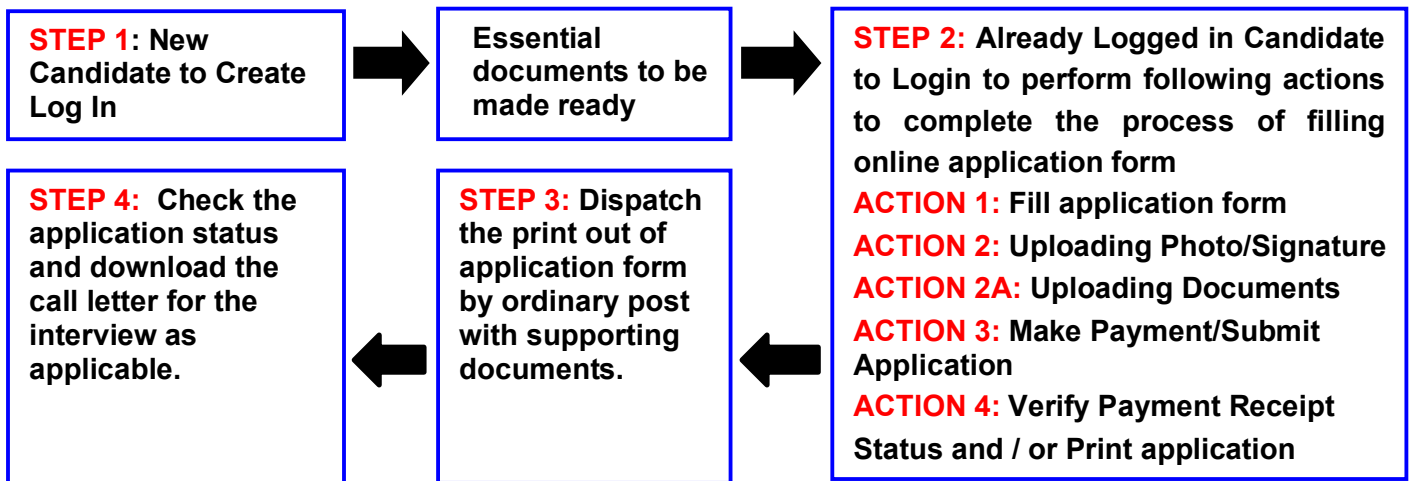 STEP 1: New
Candidate to Create
Log In
Essential
documents to be
made ready
STEP 2: Already Logged in Candidate
to Login to perform following actions
to complete the process of filling
online application form
ACTION 1: Fill application form
ACTION 2: Uploading Photo/Signature
ACTION 2A: Uploading Documents
ACTION 3: Make Payment/Submit
Application
ACTION 4: Verify Payment Receipt
Status and / or Print application
STEP 3: Dispatch
the print out of
application form
by ordinary post
with supporting
documents.
STEP 4: Check the
application status
and download the
call letter for the
interview as
applicable.